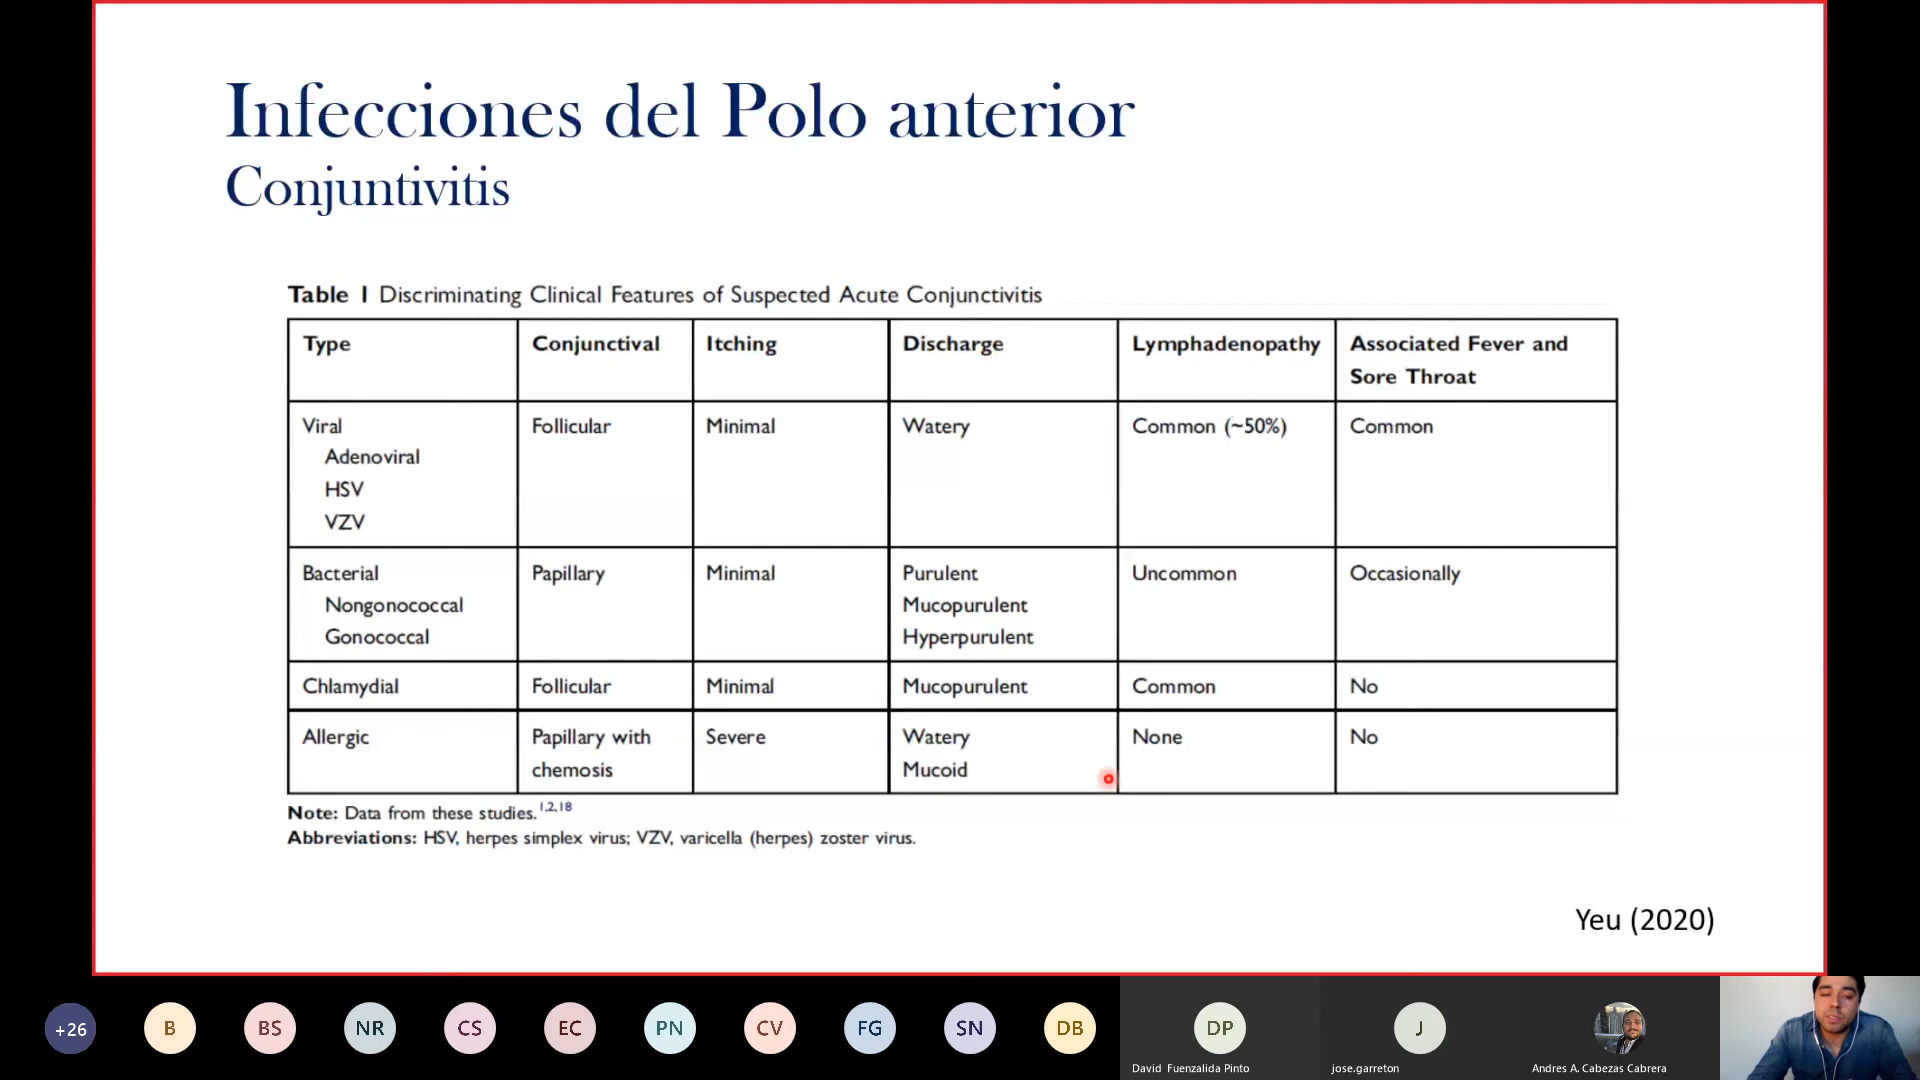 Infecciones del Polo anterior
Conjuntivitis
Table 1 Discriminating Clinical Features of Suspected Acute Conjunctivitis
Type Conjunctival Itching Discharge Lymphadenopathy Associated Fever and
Sore Throat
Viral Follicular Minimal Watery Common (~50%) Common
Adenoviral
HSV
VZV
Bacterial Papillary Minimal Purulent Uncommon Occasionally
Nongonococcal Mucopurulent
Gonococcal Hyperpurulent
Chlamydial Follicular Minimal Mucopurulent Common No
Allergic Papillary with Severe Watery None No
chemosis Mucoid
Note: Data from these studies.1,2,18
Abbreviations: HSV, herpes simplex virus; VZV, varicella (herpes) zoster virus.
Yeu (2020)
+26 B BS NR CS EC PN CV FG SN DB DP J
David Fuenzalida Pinto jose.garreton Andres A. Cabezas Cabrera